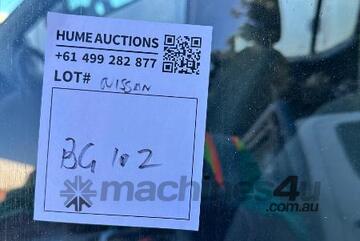 HUME AUCTIONS
+61 499 282 877
LOT# NISSAN
BG 102
machines4u
.com.au